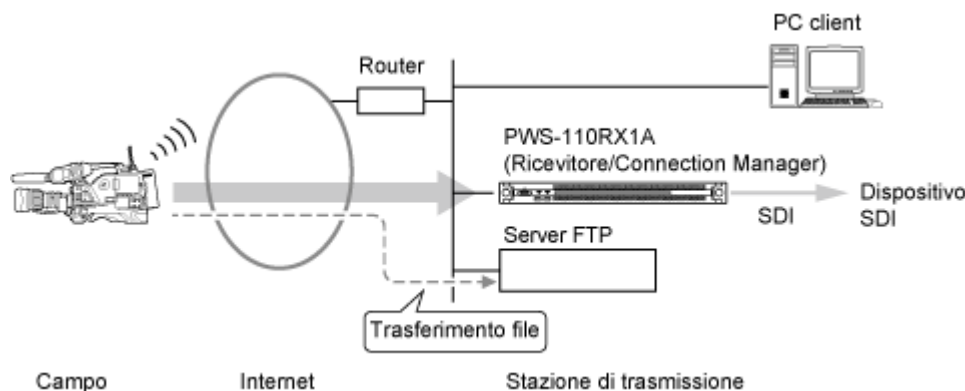 PC client
Router
PWS-110RX1A
(Ricevitore/Connection Manager)
SDI
Dispositivo
SDI
Server FTP
Trasferimento file
Campo
Internet
Stazione di trasmissione